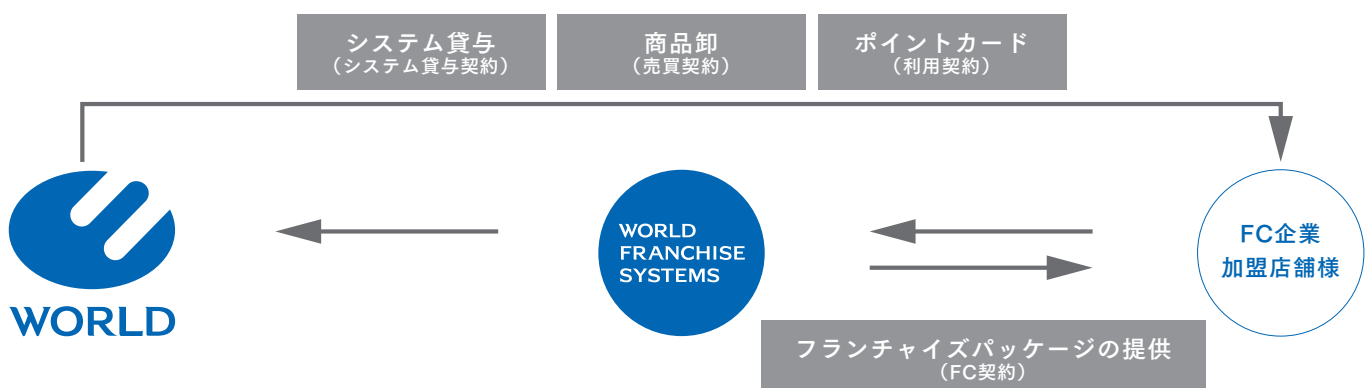 システム貸与
（システム貸与契約）
商品卸
（売買契約）
ポイントカード
（利用契約）
WORLD
WORLD
FRANCHISE
SYSTEMS
FC企業
加盟店舗様
フランチャイズパッケージの提供
（FC契約）